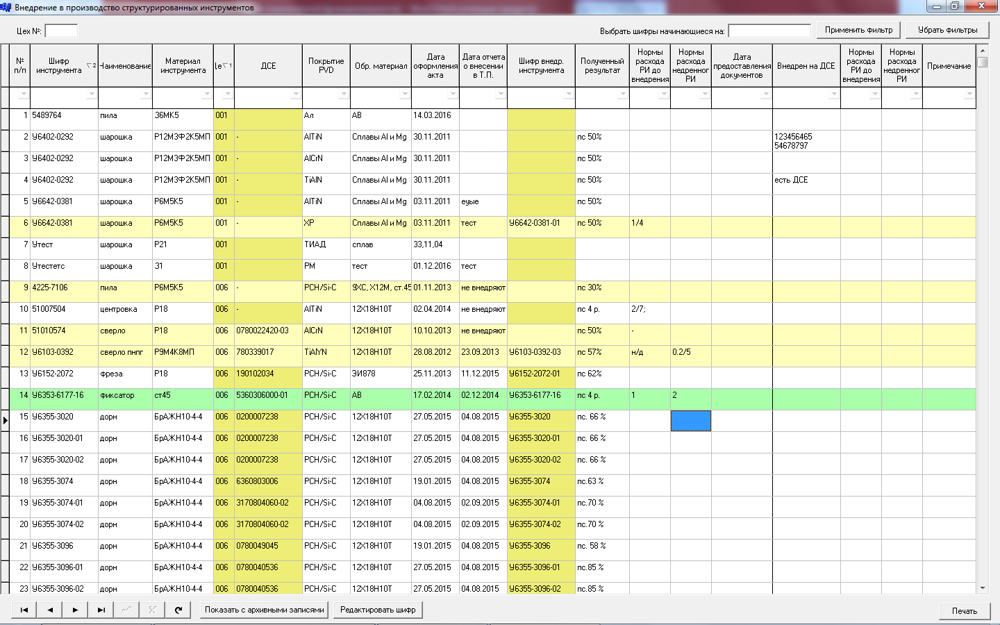 Внедрение в производство структурированных инструментов
Цех №:
Выбрать шифры начинающиеся на:
Применить фильтр
Убрать фильтры
№ п/п
Шифр инструмента
2
Наименование
Материал инструмента
1
ДСЕ
Покрытие PVD
Обр. материал
Дата оформления акта
Дата отчета о внесении в Т.П.
Шифр внедр. инструмента
Полученный результат
Нормы расхода РИ до внедрения
Нормы расхода недренног РИ
Дата предоставления документов
Внедрен на ДСЕ
Нормы расхода РИ до внедрения
Нормы расхода недренног РИ
Примечание
1 5489764 пила 36МК5 001 Ал АВ 14.03.2016
2 У6402-0292 шарошка Р12М3Ф2К5МП 001 - AlTiN Сплавы Al и Mg 30.11.2011 пс 50% 123456465
54678797
3 У6402-0292 шарошка Р12М3Ф2К5МП 001 - AlCrN Сплавы Al и Mg 30.11.2011 пс 50%
4 У6402-0292 шарошка Р12М3Ф2К5МП 001 - TiAlN Сплавы Al и Mg 30.11.2011 пс 50% есть ДСЕ
5 У6642-0381 шарошка Р6М5К5 001 - AlTiN Сплавы Al и Mg 03.11.2011 еуые пс 50%
6 У6642-0381 шарошка Р6М5К5 001 - ХР Сплавы Al и Mg 03.11.2011 тест У6642-0381-01 пс 50% 1/4
7 Утест шарошка Р21 001 ТИАД сплав 33,11,04
8 Утестетс шарошка 31 001 РМ тест 01.12.2016 тест
9 4225-7106 пила Р6М5К5 006 - PCH/Si-C 9ХС, Х12М, ст.45 01.11.2013 не внедряют пс 30%
10 51007504 центровка Р18 006 - AlTiN 12Х18Н10Т 02.04.2014 не внедряют пс 4 р. 2/7;
11 51010574 сверло Р18 006 0780022420-03 AlCrN 12Х18Н10Т 10.10.2013 не внедряют пс 50% -
12 У6103-0392 сверло пнпг Р9М4К8МП 006 780339017 TiAlYN 12Х18Н10Т 28.08.2012 23.09.2013 У6103-0392-03 пс 57% н/д 0.2/5
13 У6152-2072 фреза Р18 006 190102034 PCH/Si-C ЭИ878 25.11.2013 11.12.2015 У6152-2072-01 пс 62%
14 У6353-6177-16 фиксатор ст45 006 5360306000-01 PCH/Si-C АВ 17.02.2014 02.12.2014 У6353-6177-16 пс 4 р. 1 2
15 У6355-3020 дорн БрАЖН10-4-4 006 0200007238 PCH/Si-C 12Х18Н10Т 27.05.2015 04.08.2015 У6355-3020 пс. 66 %
16 У6355-3020-01 дорн БрАЖН10-4-4 006 0200007238 PCH/Si-C 12Х18Н10Т 27.05.2015 04.08.2015 У6355-3020-01 пс. 66 %
17 У6355-3020-02 дорн БрАЖН10-4-4 006 0200007238 PCH/Si-C 12Х18Н10Т 27.05.2015 04.08.2015 У6355-3020-02 пс. 66 %
18 У6355-3074 дорн БрАЖН10-4-4 006 6360803006 PCH/Si-C 12Х18Н10Т 19.01.2015 04.08.2015 У6355-3074 пс.63 %
19 У6355-3074-01 дорн БрАЖН10-4-4 006 3170804060-02 PCH/Si-C 12Х18Н10Т 04.08.2015 02.09.2015 У6355-3074-01 пс.70 %
20 У6355-3074-02 дорн БрАЖН10-4-4 006 3170804060-02 PCH/Si-C 12Х18Н10Т 04.08.2015 02.09.2015 У6355-3074-02 пс.70 %
21 У6355-3096 дорн БрАЖН10-4-4 006 0780049045 PCH/Si-C 12Х18Н10Т 19.01.2015 04.08.2015 У6355-3096 пс. 58 %
22 У6355-3096-01 дорн БрАЖН10-4-4 006 0780040536 PCH/Si-C 12Х18Н10Т 27.05.2015 04.08.2015 У6355-3096-01 пс.85 %
23 У6355-3096-02 дорн БрАЖН10-4-4 006 0780040536 PCH/Si-C 12Х18Н10Т 27.05.2015 04.08.2015 У6355-3096-02 пс.85 %
Показать с архивными записями
Редактировать шифр
Печать